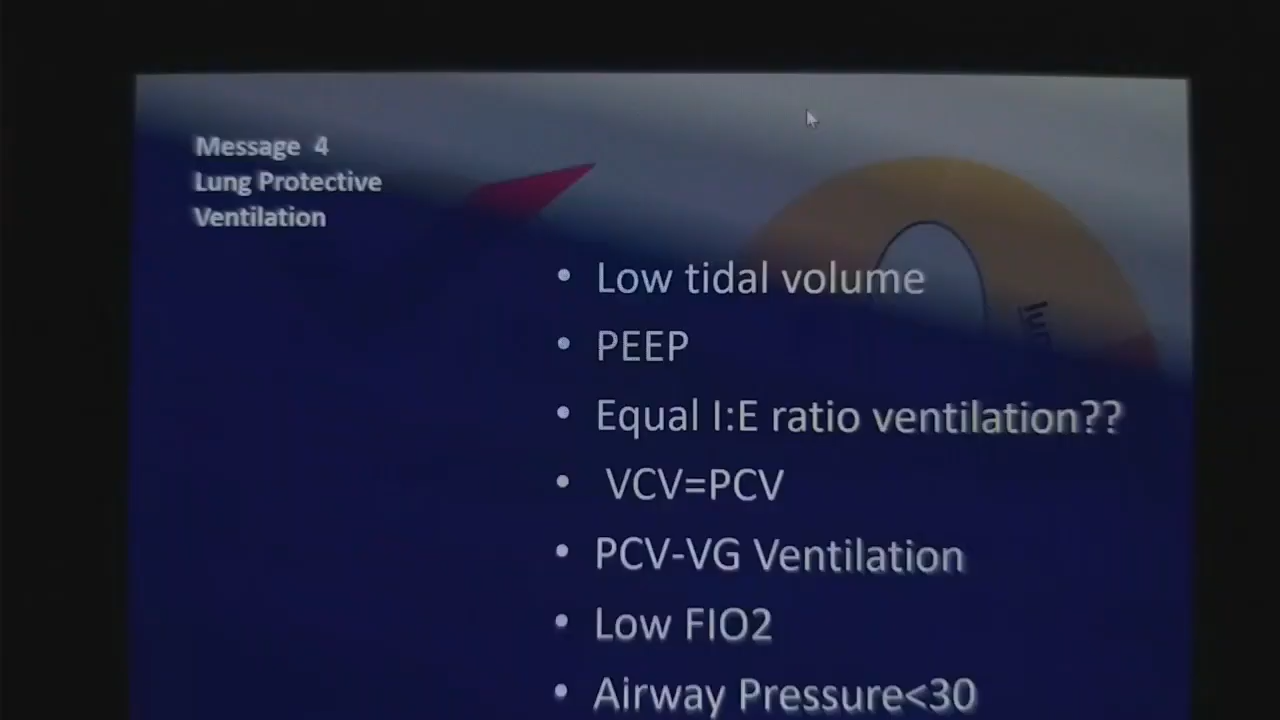 Message 4
Lung Protective
Ventilation
• Low tidal volume
• PEEP
• Equal I:E ratio ventilation??
• VCV=PCV
• PCV-VG Ventilation
• Low FIO2
• Airway Pressure<30